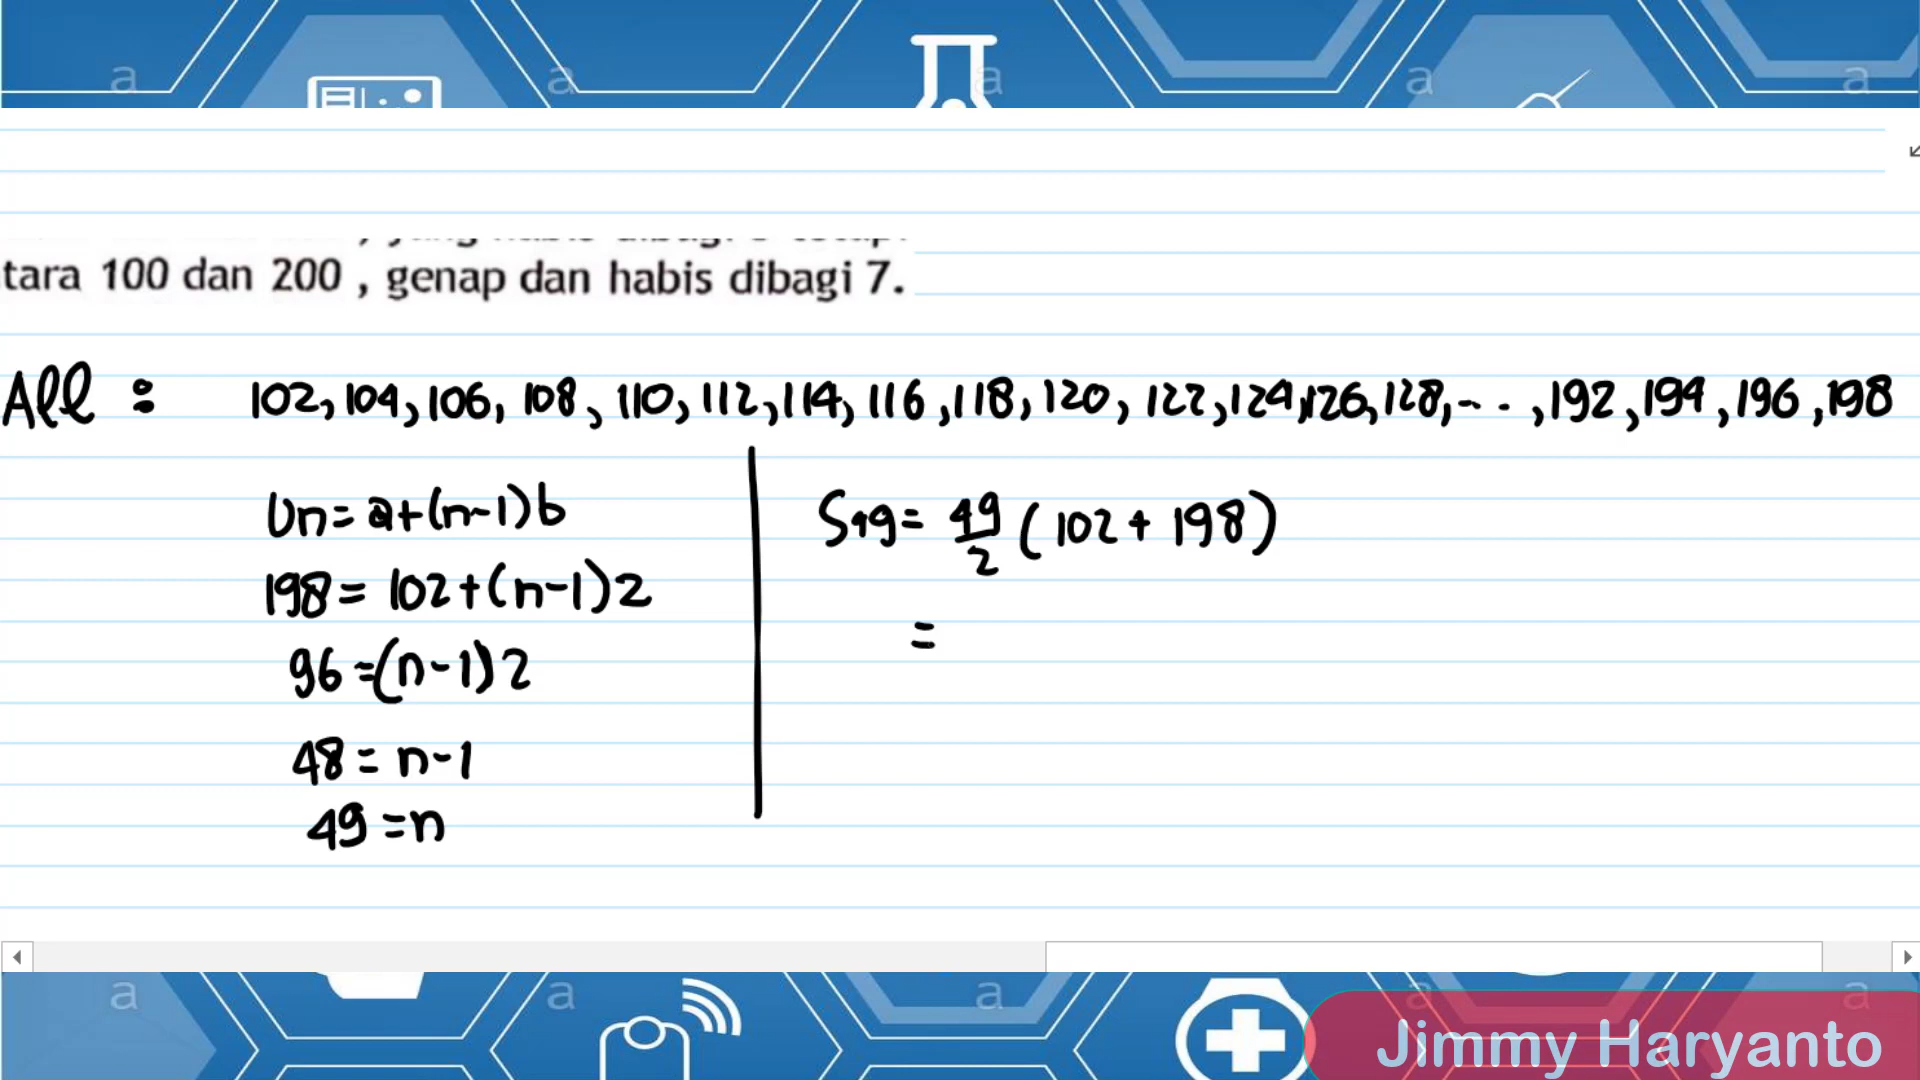 tara 100 dan 200 , genap dan habis dibagi 7.
All : 102, 104, 106, 108, 110, 112, 114, 116, 118, 120, 122, 124, 126, 128, ..., 192, 194, 196, 198
Un = a+(n-1)b
198 = 102+(n-1)2
96 =(n-1)2
48 = n-1
49 =n
S49 = 49/2 (102 + 198)
=
Jimmy Haryanto